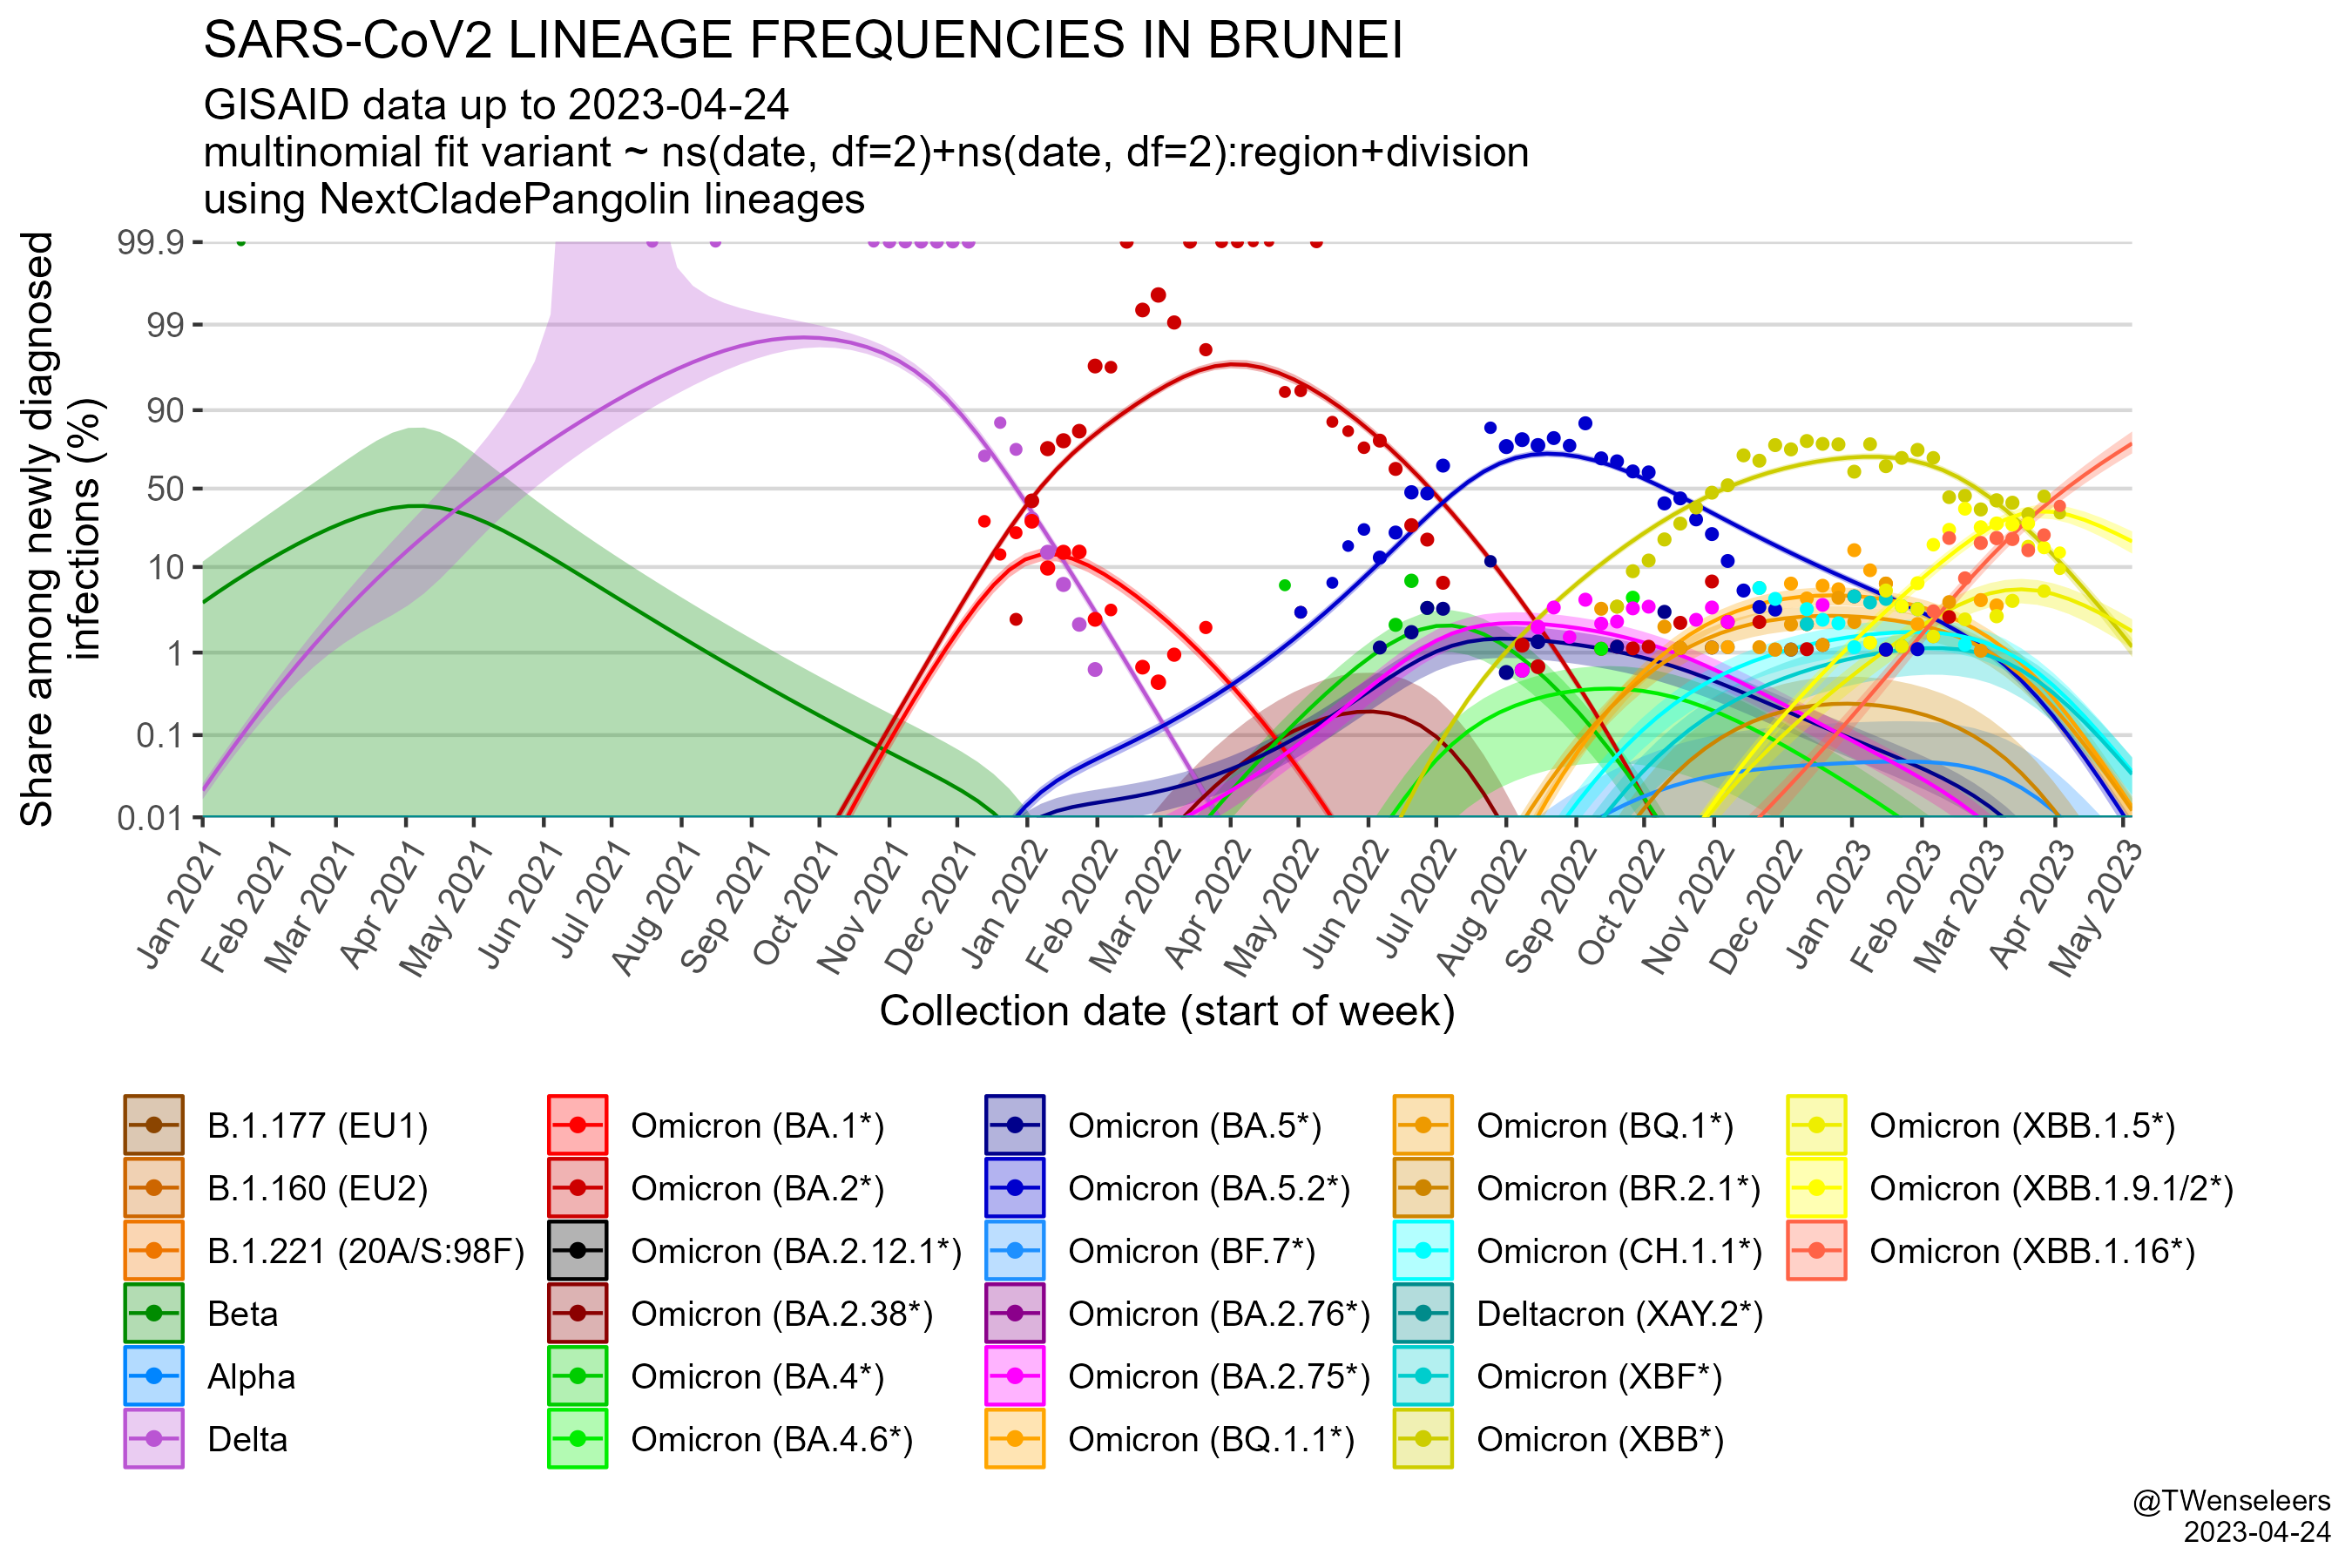 SARS-CoV2 LINEAGE FREQUENCIES IN BRUNEI
GISAID data up to 2023-04-24
multinomial fit variant ~ ns(date, df=2)+ns(date, df=2):region+division
using NextCladePangolin lineages
Share among newly diagnosed
infections (%)
99.9
99
90
50
10
1
0.1
0.01
Jan 2021
Feb 2021
Mar 2021
Apr 2021
May 2021
Jun 2021
Jul 2021
Aug 2021
Sep 2021
Oct 2021
Nov 2021
Dec 2021
Jan 2022
Feb 2022
Mar 2022
Apr 2022
May 2022
Jun 2022
Jul 2022
Aug 2022
Sep 2022
Oct 2022
Nov 2022
Dec 2022
Jan 2023
Feb 2023
Mar 2023
Apr 2023
May 2023
Collection date (start of week)
B.1.177 (EU1)
B.1.160 (EU2)
B.1.221 (20A/S:98F)
Beta
Alpha
Delta
Omicron (BA.1*)
Omicron (BA.2*)
Omicron (BA.2.12.1*)
Omicron (BA.2.38*)
Omicron (BA.4*)
Omicron (BA.4.6*)
Omicron (BA.5*)
Omicron (BA.5.2*)
Omicron (BF.7*)
Omicron (BA.2.76*)
Omicron (BA.2.75*)
Omicron (BQ.1.1*)
Omicron (BQ.1*)
Omicron (BR.2.1*)
Omicron (CH.1.1*)
Deltacron (XAY.2*)
Omicron (XBF*)
Omicron (XBB*)
Omicron (XBB.1.5*)
Omicron (XBB.1.9.1/2*)
Omicron (XBB.1.16*)
@TWenseleers
2023-04-24